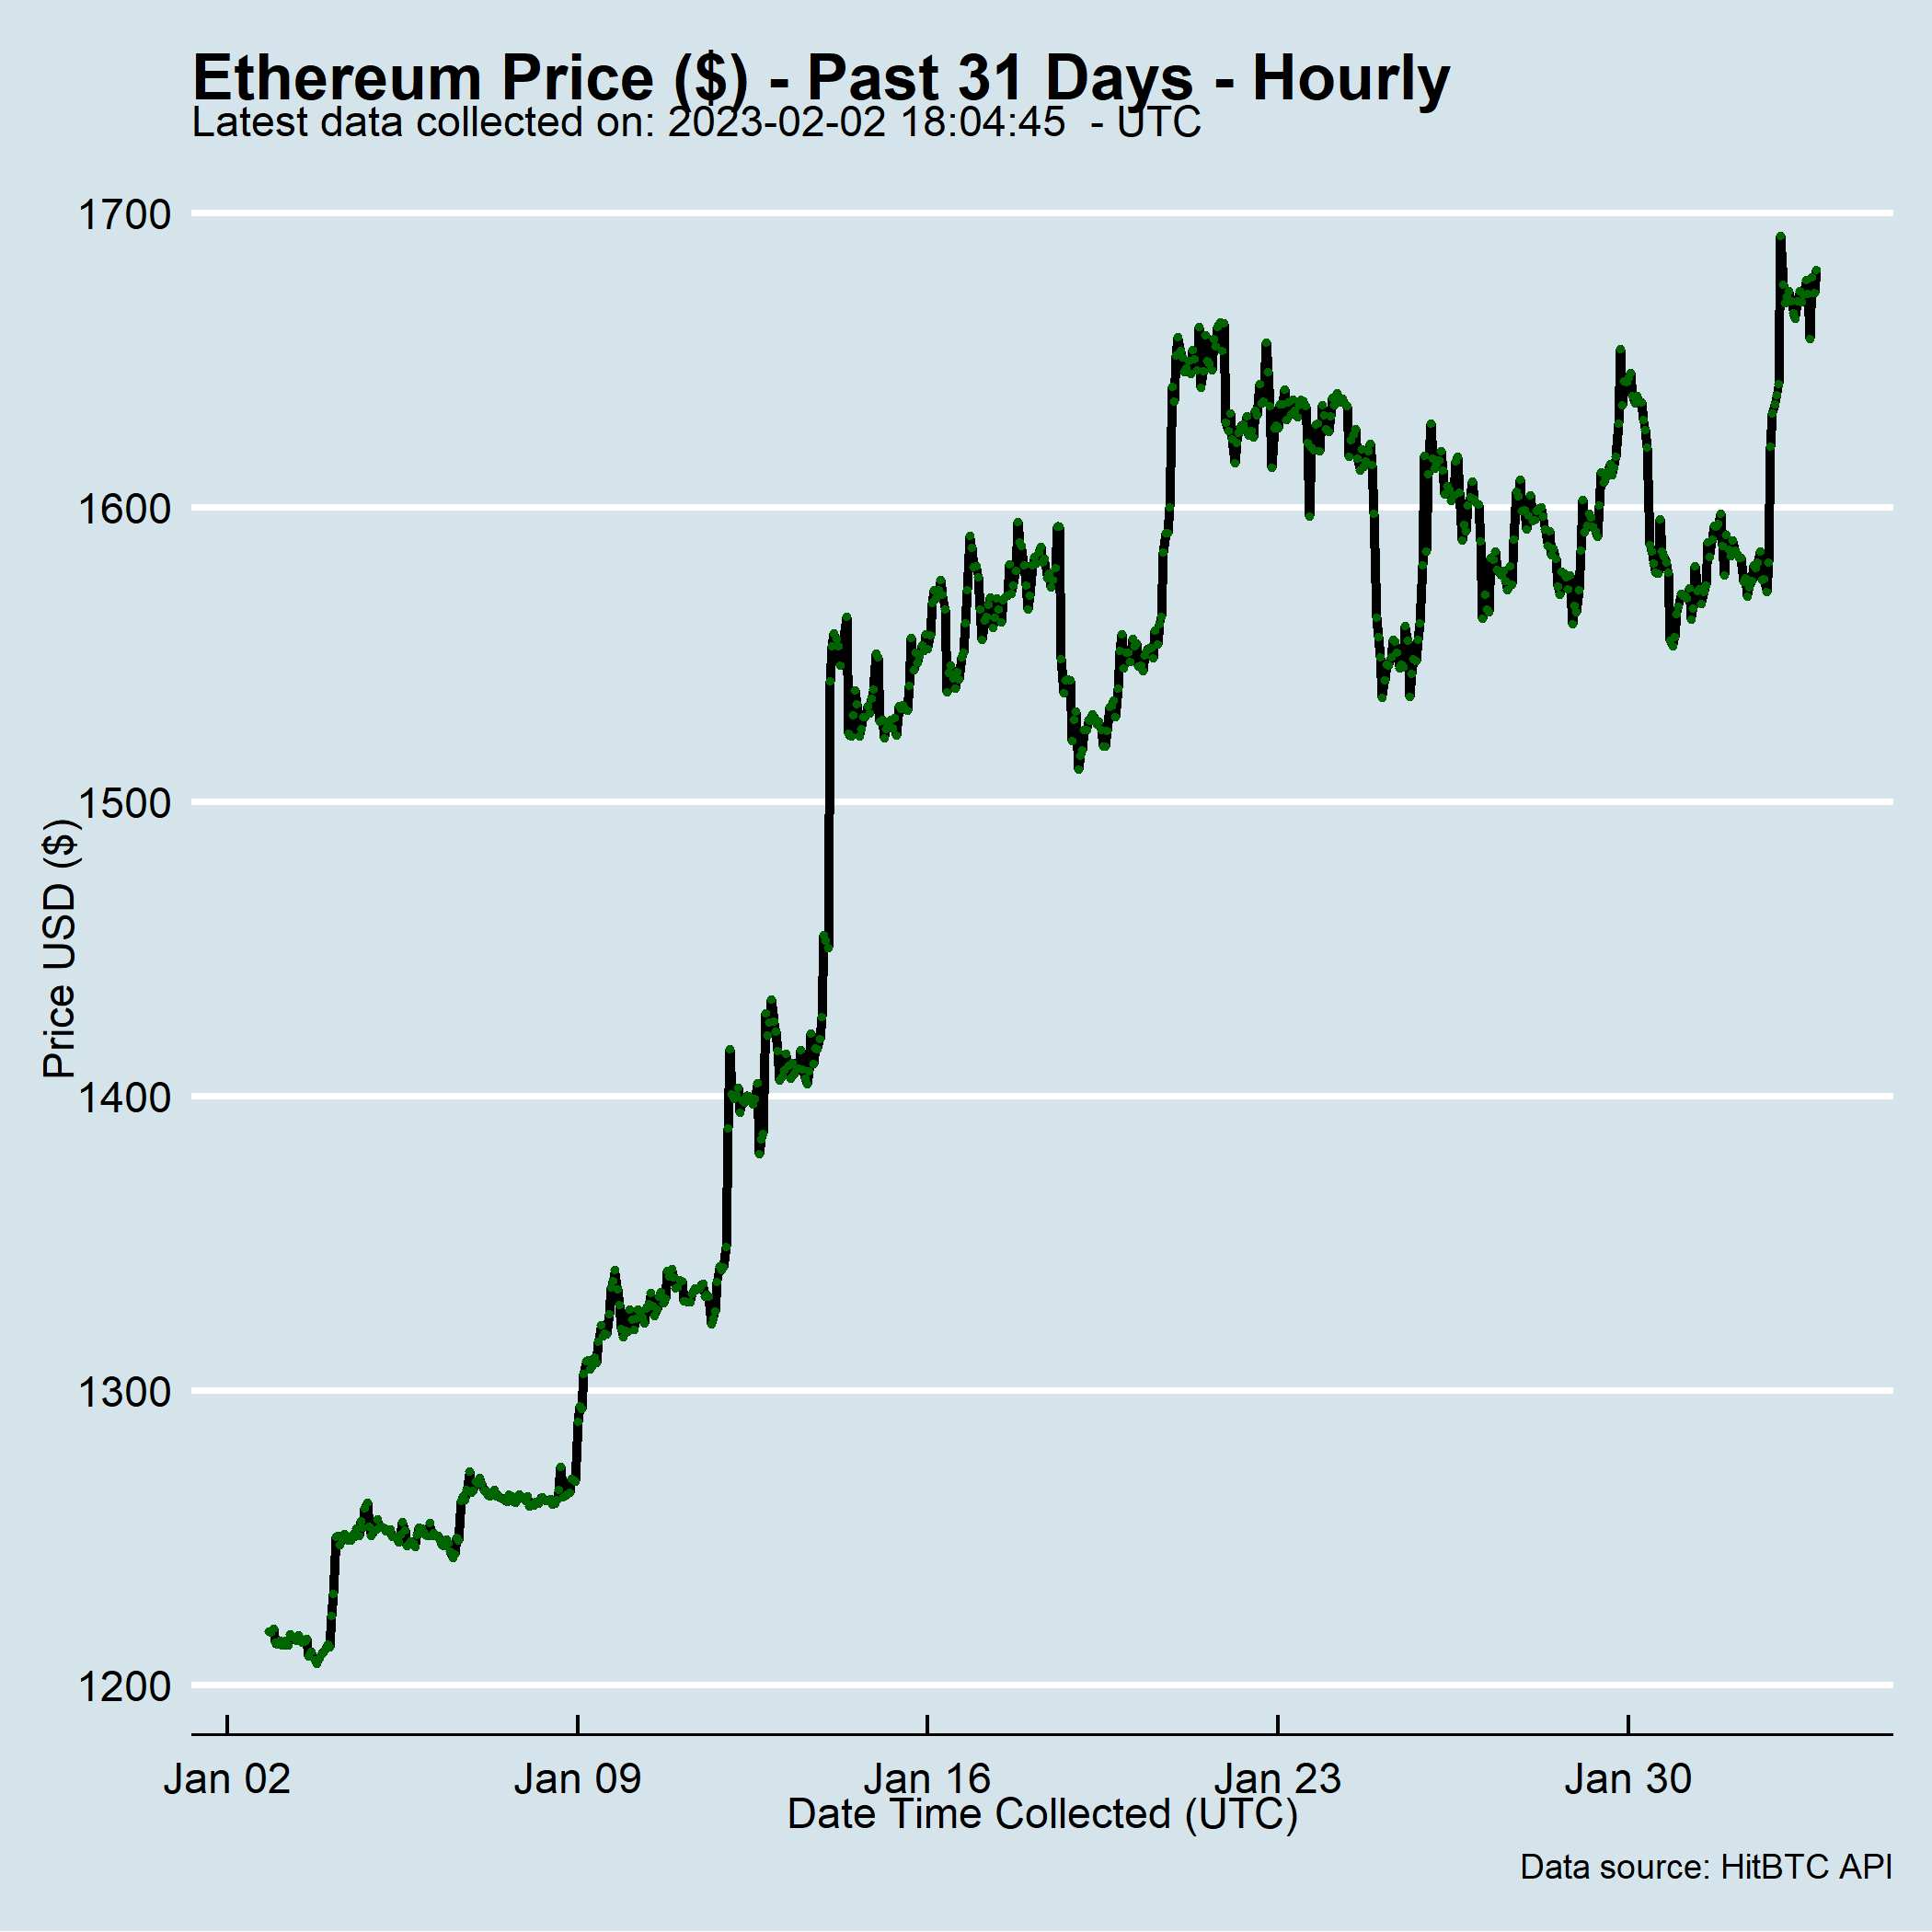 Ethereum Price ($) - Past 31 Days - Hourly
Latest data collected on: 2023-02-02 18:04:45  - UTC
1700
1600
1500
1400
1300
1200
Price USD ($)
Jan 02
Jan 09
Jan 16
Jan 23
Jan 30
Date Time Collected (UTC)
Data source: HitBTC API